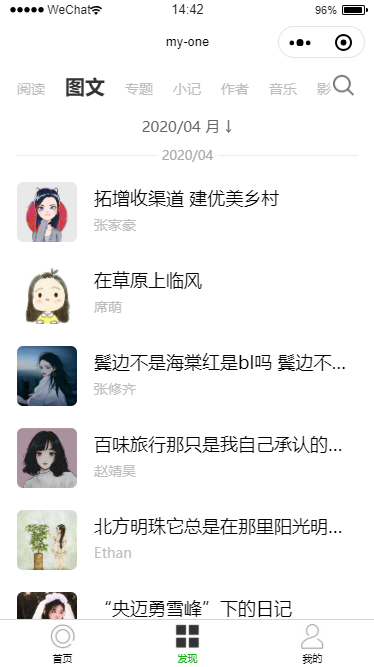 WeChat
14:42
96%
my-one
阅读 图文 专题 小记 作者 音乐 影
2020/04 月↓
2020/04
拓增收渠道 建优美乡村
张家豪
在草原上临风
席萌
鬓边不是海棠红是bl吗 鬓边不...
张修齐
百味旅行那只是我自己承认的...
赵靖昊
北方明珠它总是在那里阳光明...
Ethan
“央迈勇雪峰”下的日记
首页 发现 我的